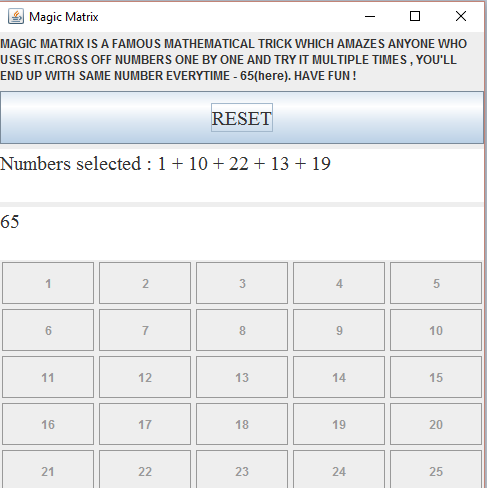 Magic Matrix
MAGIC MATRIX IS A FAMOUS MATHEMATICAL TRICK WHICH AMAZES ANYONE WHO
USES IT.CROSS OFF NUMBERS ONE BY ONE AND TRY IT MULTIPLE TIMES , YOU'LL
END UP WITH SAME NUMBER EVERYTIME - 65(here). HAVE FUN !
RESET
Numbers selected : 1 + 10 + 22 + 13 + 19
65
1 2 3 4 5
6 7 8 9 10
11 12 13 14 15
16 17 18 19 20
21 22 23 24 25